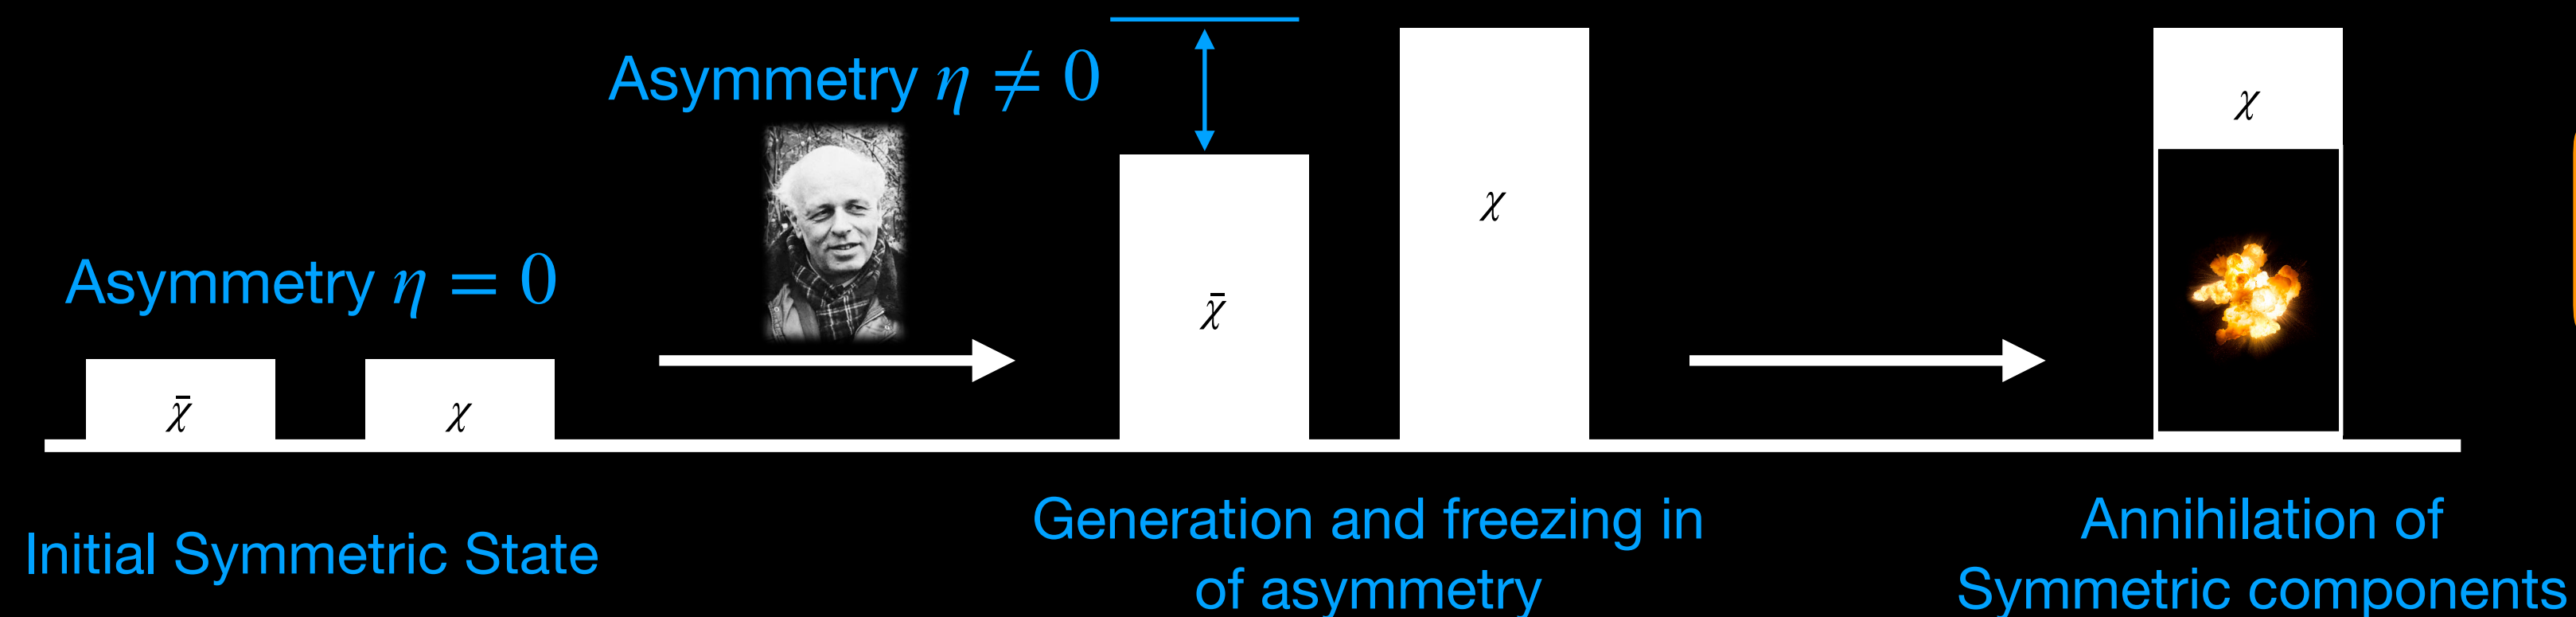 Asymmetry η ≠ 0
Asymmetry η = 0
χ̄
χ
χ̄
χ
χ
Initial Symmetric State
Generation and freezing in
of asymmetry
Annihilation of
Symmetric components